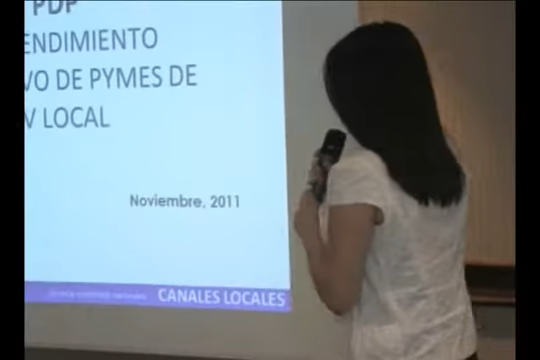 PDP
ENDIMIENTO
VO DE PYMES DE
V LOCAL
Noviembre, 2011
CANALES LOCALES